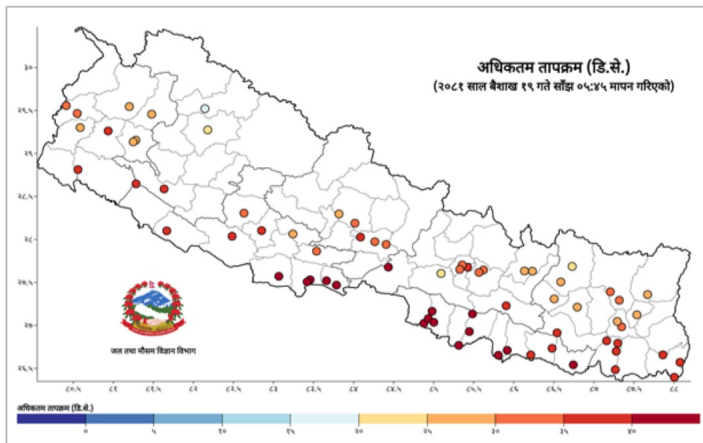 अधिकतम तापक्रम (डि.से.)
(२०८१ साल बैशाख १९ गते साँझ ०५:४५ मापन गरिएको)
३०
२९.५
२९
२८.५
२८
२७.५
२७
२६.५
जल तथा मौसम विज्ञान विभाग
८०.५ ८१ ८१.५ ८२ ८२.५ ८३ ८३.५ ८४ ८४.५ ८५ ८५.५ ८६ ८६.५ ८७ ८७.५ ८८
अधिकतम तापक्रम (डि.से.)
० ५ १० १५ २० २५ ३० ३५ ४०